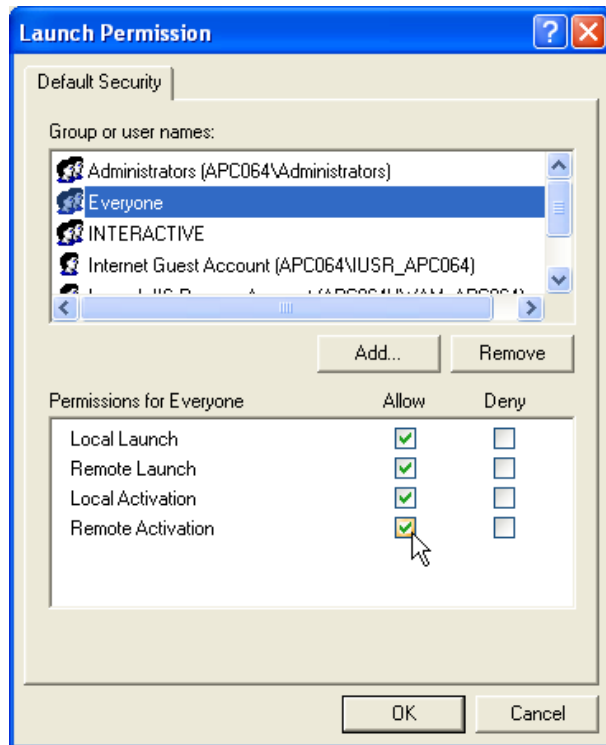 Launch Permission
Default Security
Group or user names:
Administrators (APC064\Administrators)
Everyone
INTERACTIVE
Internet Guest Account (APC064\IUSR_APC064)
Add... Remove
Permissions for Everyone Allow Deny
Local Launch
Remote Launch
Local Activation
Remote Activation
OK Cancel